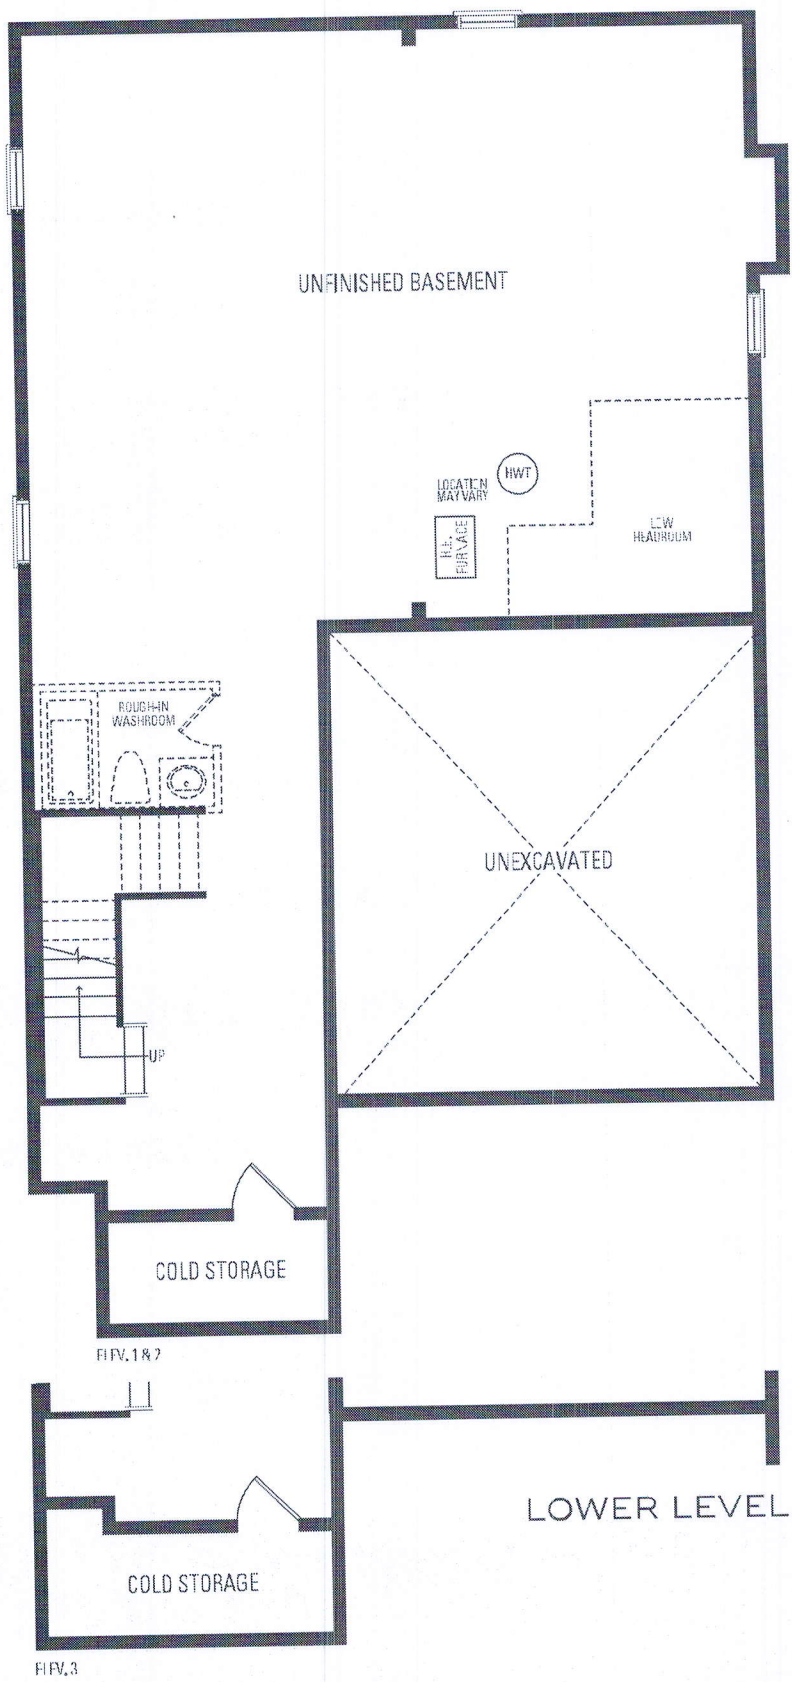 UNFINISHED BASEMENT
HWT
LOCATION
MAY VARY
H.E.
FURNACE
LOW
HEADROOM
ROUGH-IN
WASHROOM
UNEXCAVATED
UP
COLD STORAGE
ELEV. 1 & 2
LOWER LEVEL
COLD STORAGE
ELEV. 3